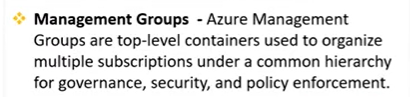 ❖ Management Groups - Azure Management
Groups are top-level containers used to organize
multiple subscriptions under a common hierarchy
for governance, security, and policy enforcement.